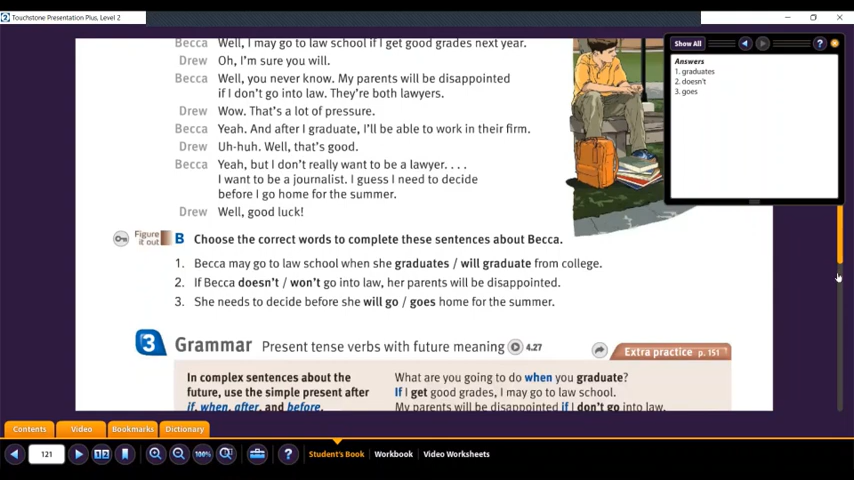 Touchstone Presentation Plus, Level 2
Becca Well, I may go to law school if I get good grades next year.
Drew Oh, I'm sure you will.
Becca Well, you never know. My parents will be disappointed
if I don't go into law. They're both lawyers.
Drew Wow. That's a lot of pressure.
Becca Yeah. And after I graduate, I'll be able to work in their firm.
Drew Uh-huh. Well, that's good.
Becca Yeah, but I don't really want to be a lawyer. . . .
I want to be a journalist. I guess I need to decide
before I go home for the summer.
Drew Well, good luck!
Show All
?
Answers
1. graduates
2. doesn't
3. goes
Figure
it out
B Choose the correct words to complete these sentences about Becca.
1. Becca may go to law school when she graduates / will graduate from college.
2. If Becca doesn't / won't go into law, her parents will be disappointed.
3. She needs to decide before she will go / goes home for the summer.
3 Grammar Present tense verbs with future meaning 4.27
Extra practice p. 151
In complex sentences about the
future, use the simple present after
if, when, after, and before.
What are you going to do when you graduate?
If I get good grades, I may go to law school.
My parents will be disappointed if I don't go into law.
Contents Video Bookmarks Dictionary
121 1 2 100% ? Student's Book Workbook Video Worksheets